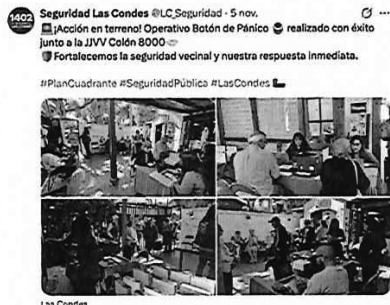 1402
Seguridad Las Condes @LC_Seguridad · 5 nov.
🚨¡Acción en terreno! Operativo Botón de Pánico 🚨 realizado con éxito
junto a la JJVV Colón 8000🤝
🛡️Fortalecemos la seguridad vecinal y nuestra respuesta inmediata.
#PlanCuadrante #SeguridadPública #LasCondes
Las Condes